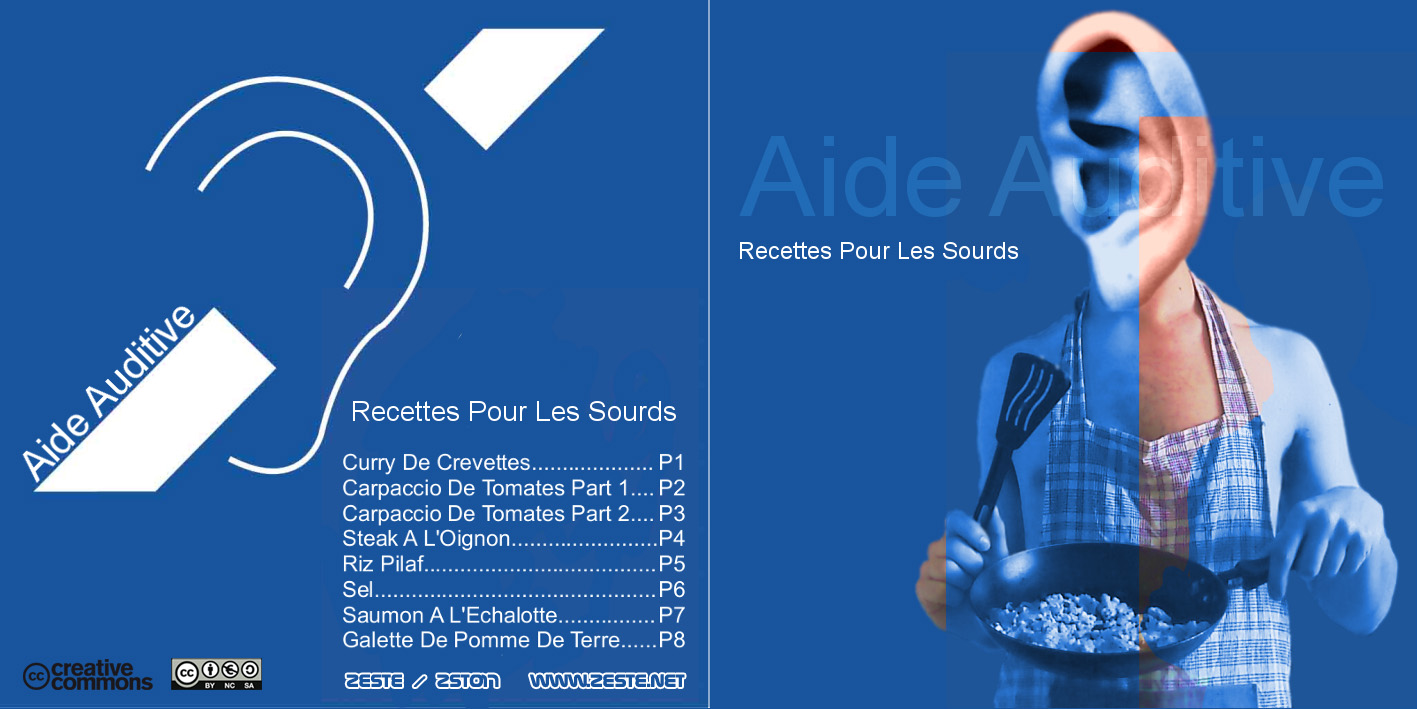 Aide Auditive
Recettes Pour Les Sourds
Curry De Crevettes..................... P1
Carpaccio De Tomates Part 1.... P2
Carpaccio De Tomates Part 2.... P3
Steak A L'Oignon........................P4
Riz Pilaf.......................................P5
Sel...............................................P6
Saumon A L'Echalotte................P7
Galette De Pomme De Terre......P8
ZESTE / ZSTON WWW.ZESTE.NET
cc creative commons
cc BY NC SA
Aide Auditive
Recettes Pour Les Sourds